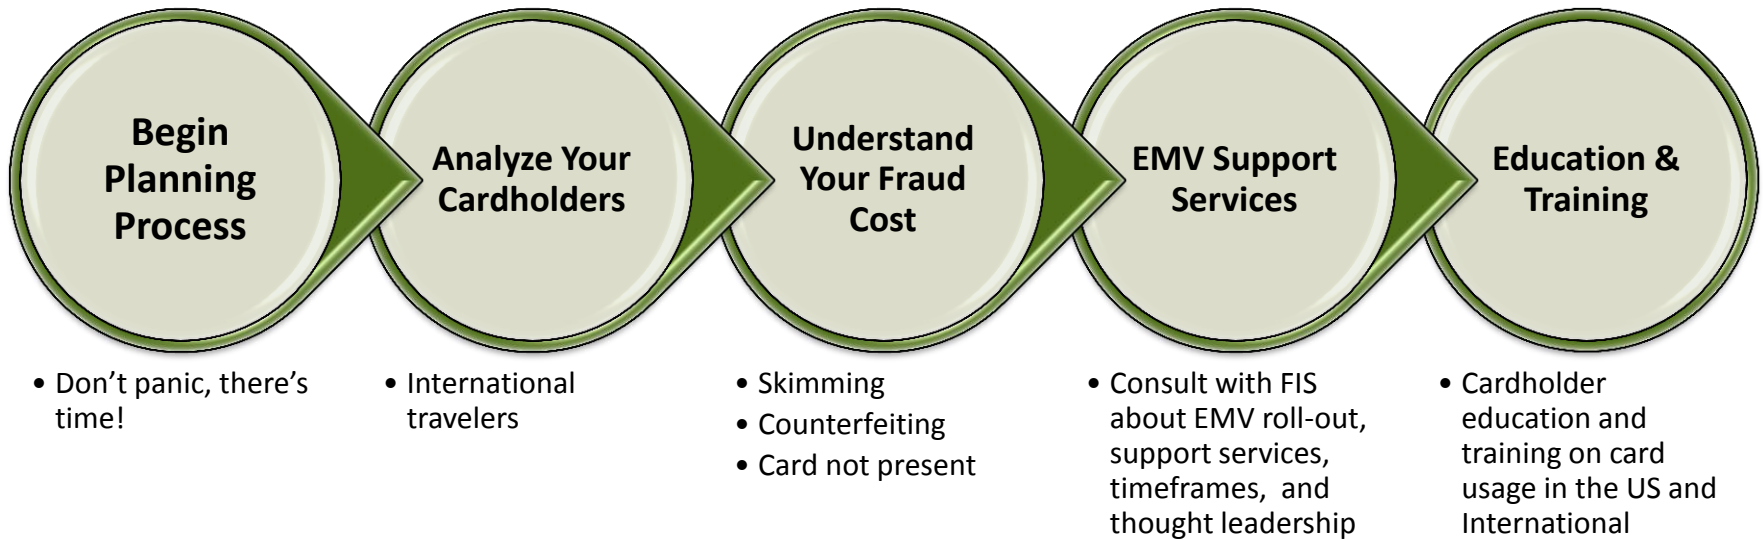 Begin
Planning
Process
Analyze Your
Cardholders
Understand
Your Fraud
Cost
EMV Support
Services
Education &
Training
• Don’t panic, there’s
time!
• International
travelers
• Skimming
• Counterfeiting
• Card not present
• Consult with FIS
about EMV roll-out,
support services,
timeframes,  and
thought leadership
• Cardholder
education and
training on card
usage in the US and
International